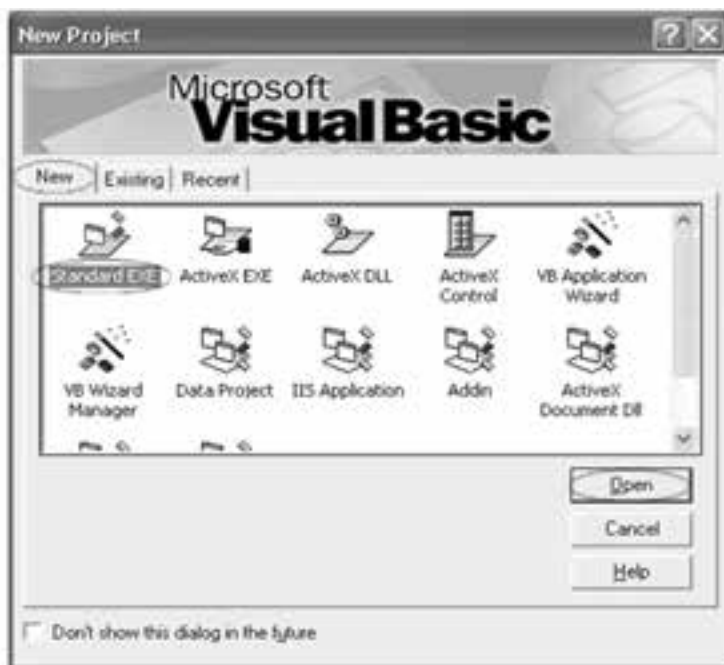 New Project
Microsoft
Visual Basic
New Existing Recent
Standard EXE ActiveX EXE ActiveX DLL ActiveX Control VB Application Wizard
VB Wizard Manager Data Project IIS Application Addin ActiveX Document Dll
Open
Cancel
Help
Don't show this dialog in the future